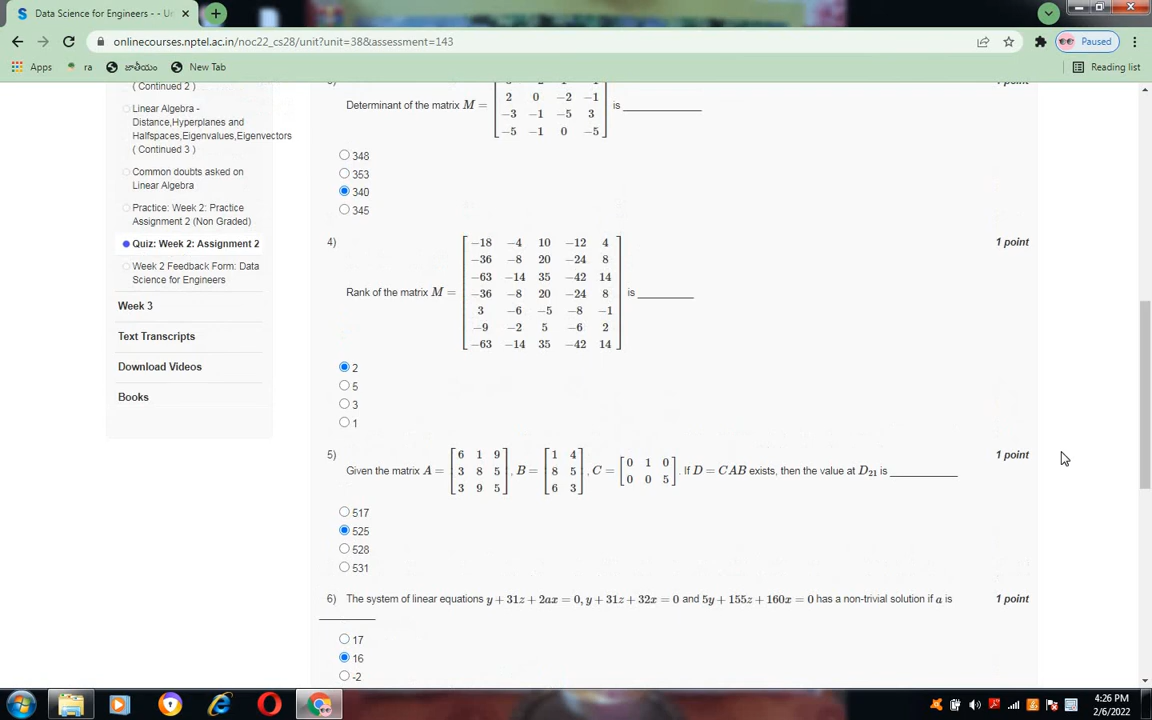 Data Science for Engineers - - Un
onlinecourses.nptel.ac.in/noc22_cs28/unit?unit=38&assessment=143
Paused
Apps ra జాతీయం New Tab Reading list
( Continued 2 )
Linear Algebra -
Distance,Hyperplanes and
Halfspaces,Eigenvalues,Eigenvectors
( Continued 3 )
Common doubts asked on
Linear Algebra
Practice: Week 2: Practice
Assignment 2 (Non Graded)
Quiz: Week 2: Assignment 2
Week 2 Feedback Form: Data
Science for Engineers
Week 3
Text Transcripts
Download Videos
Books
1 point
2 0 −2 −1
Determinant of the matrix M = is
−3 −1 −5 3
−5 −1 0 −5
348
353
340
345
4) 1 point
−18 −4 10 −12 4
−36 −8 20 −24 8
−63 −14 35 −42 14
Rank of the matrix M = −36 −8 20 −24 8 is
3 −6 −5 −8 −1
−9 −2 5 −6 2
−63 −14 35 −42 14
2
5
3
1
5) 1 point
Given the matrix A = [6 1 9; 3 8 5; 3 9 5], B = [1 4; 8 5; 6 3], C = [0 1 0; 0 0 5]. If D = CAB exists, then the value at D21 is
517
525
528
531
6) The system of linear equations y + 31z + 2ax = 0, y + 31z + 32x = 0 and 5y + 155z + 160x = 0 has a non-trivial solution if a is 1 point
17
16
-2
4:26 PM
2/6/2022